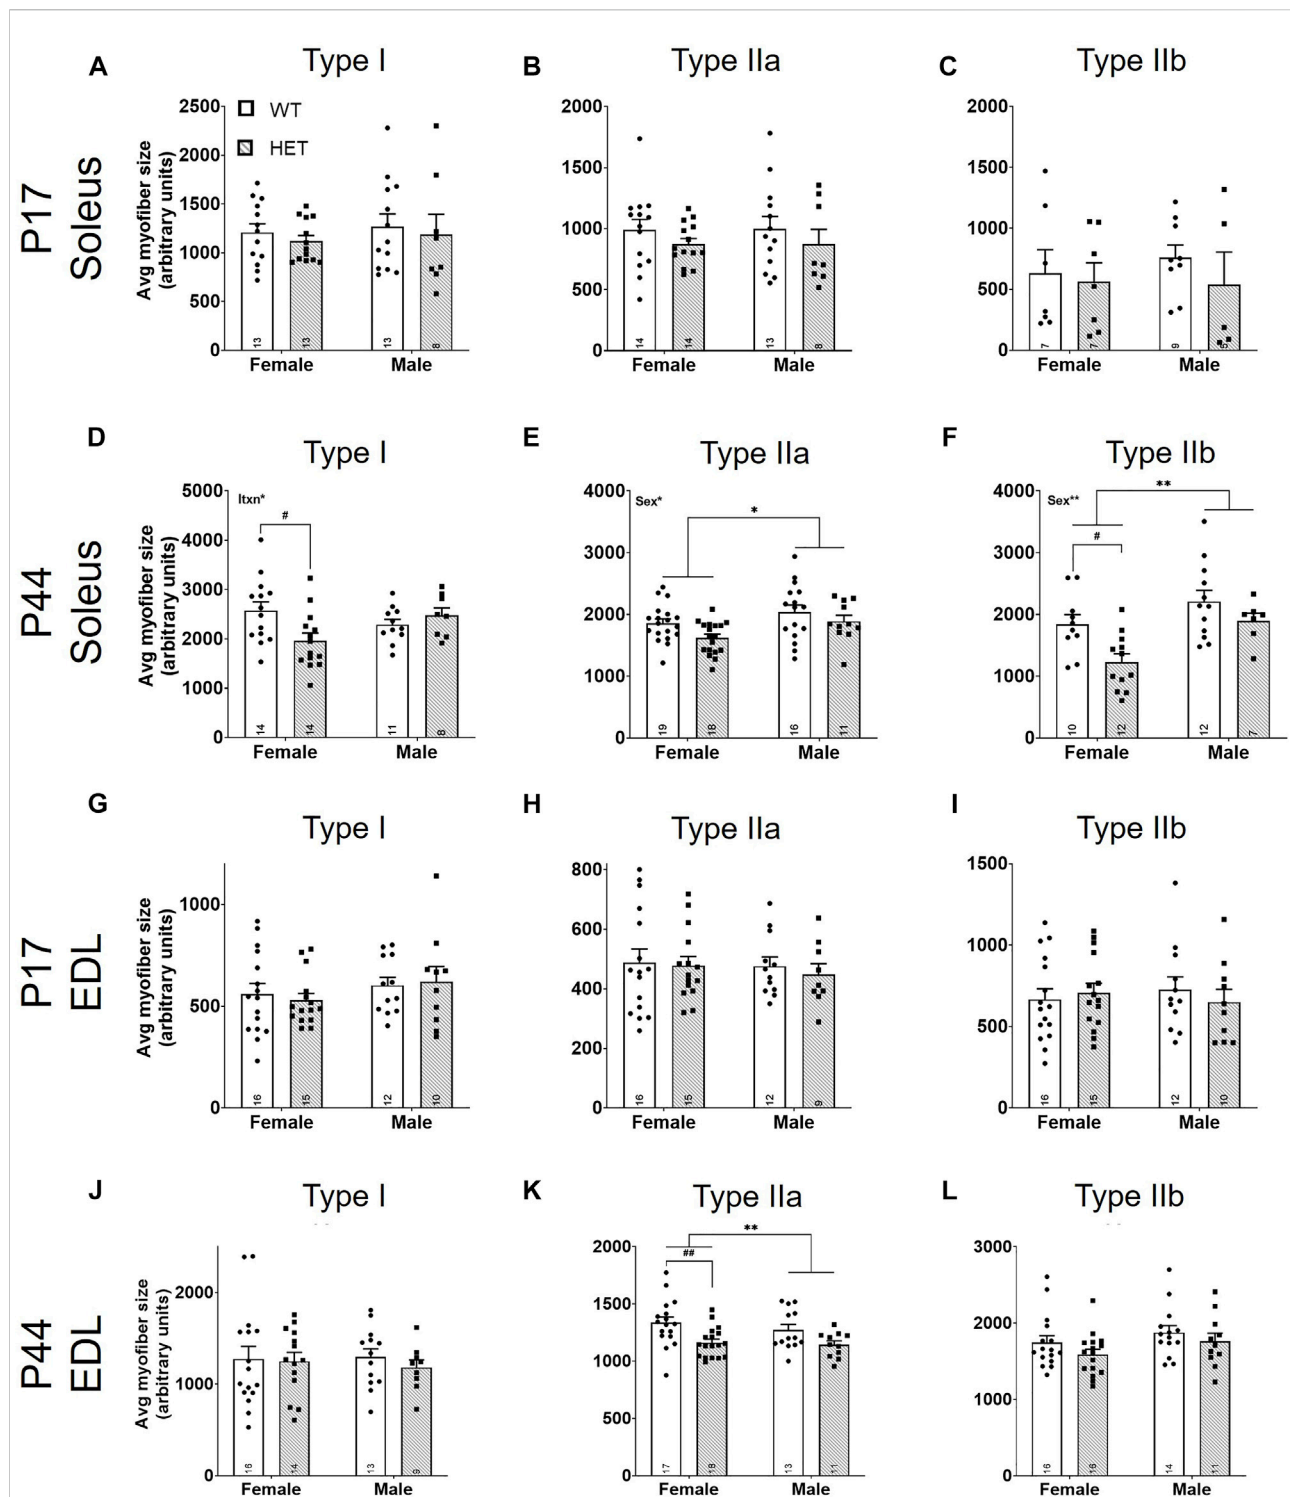 P17
Soleus
A
Type I
B
Type IIa
C
Type IIb
WT
HET
Avg myofiber size
(arbitrary units)
2500
2000
1500
1000
500
0
13
13
13
8
Female
Male
2000
1500
1000
500
0
14
14
13
8
Female
Male
2000
1500
1000
500
0
7
7
9
Female
Male
P44
Soleus
D
Type I
E
Type IIa
F
Type IIb
Itxn*
#
Avg myofiber size
(arbitrary units)
5000
4000
3000
2000
1000
0
14
14
11
8
Female
Male
Sex*
*
4000
3000
2000
1000
0
19
18
16
11
Female
Male
Sex**
**
#
4000
3000
2000
1000
0
10
12
12
7
Female
Male
P17
EDL
G
Type I
H
Type IIa
I
Type IIb
Avg myofiber size
(arbitrary units)
1000
500
0
16
15
12
10
Female
Male
800
600
400
200
0
16
15
12
9
Female
Male
1500
1000
500
0
16
15
12
10
Female
Male
P44
EDL
J
Type I
K
Type IIa
L
Type IIb
Avg myofiber size
(arbitrary units)
2000
1000
0
16
14
13
9
Female
Male
**
##
2000
1500
1000
500
0
17
18
13
11
Female
Male
3000
2000
1000
0
16
16
14
11
Female
Male